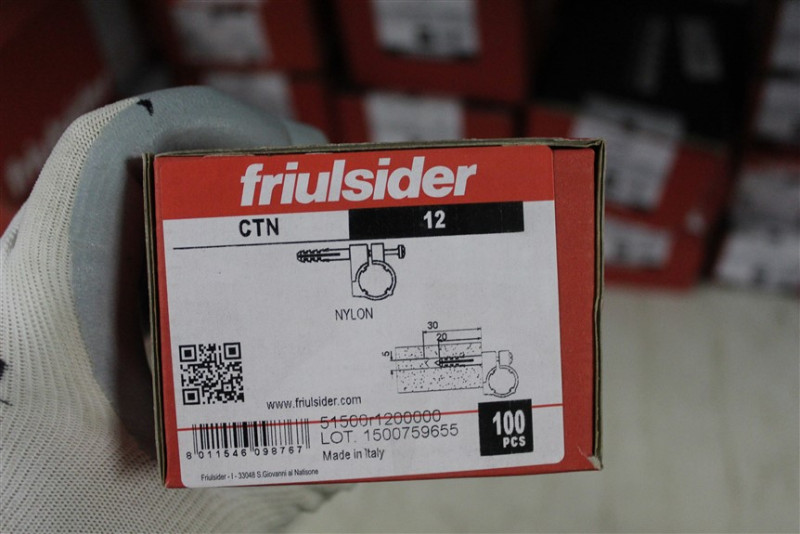 friulsider
CTN 12
NYLON
30
20
5
www.friulsider.com
51500r1200000
LOT. 1500759655
100
PCS
8 011546 098767
Made in Italy
Friulsider - I - 33048 S.Giovanni al Natisone